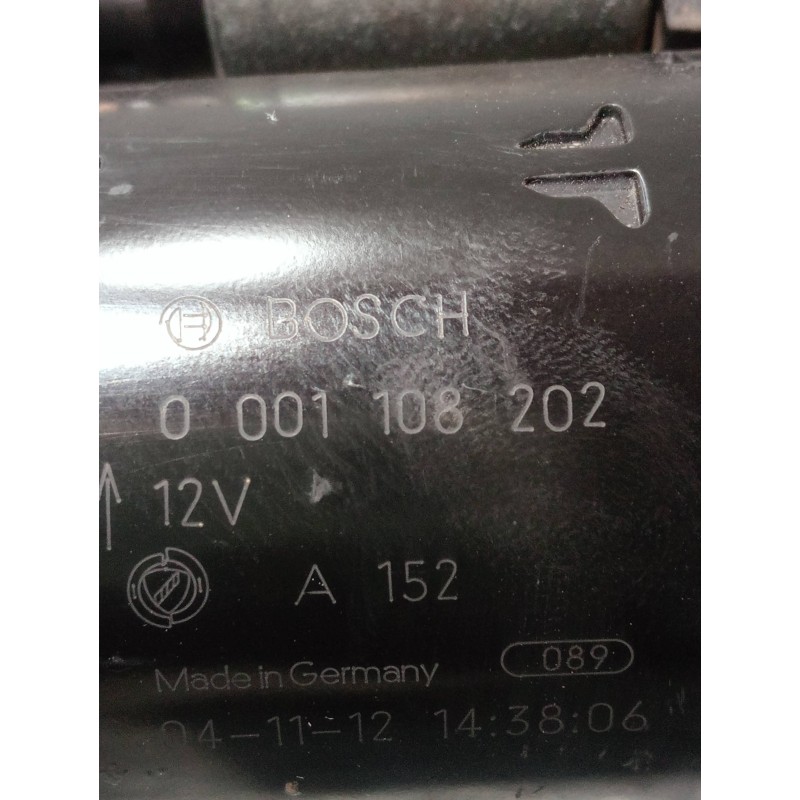 BOSCH
0 001 108 202
12V
A 152
Made in Germany
089
04-11-12 14:38:06